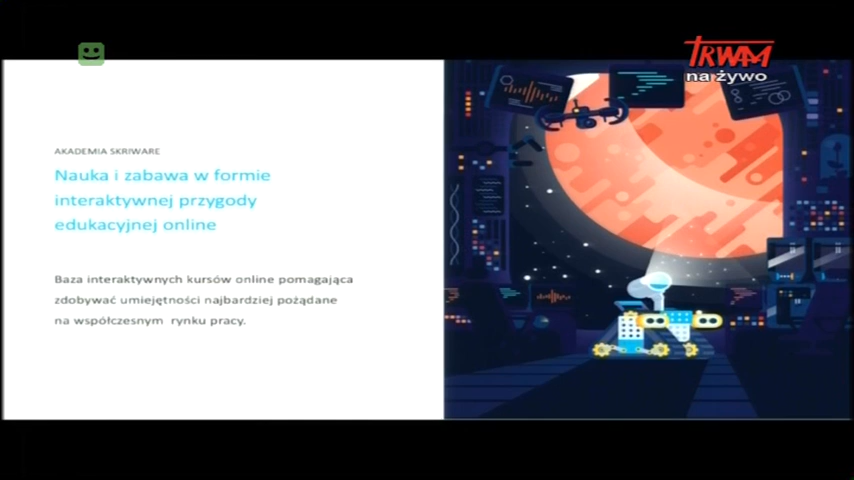 TRWAM
na żywo
AKADEMIA SKRIWARE
Nauka i zabawa w formie
interaktywnej przygody
edukacyjnej online
Baza interaktywnych kursów online pomagająca
zdobywać umiejętności najbardziej pożądane
na współczesnym rynku pracy.